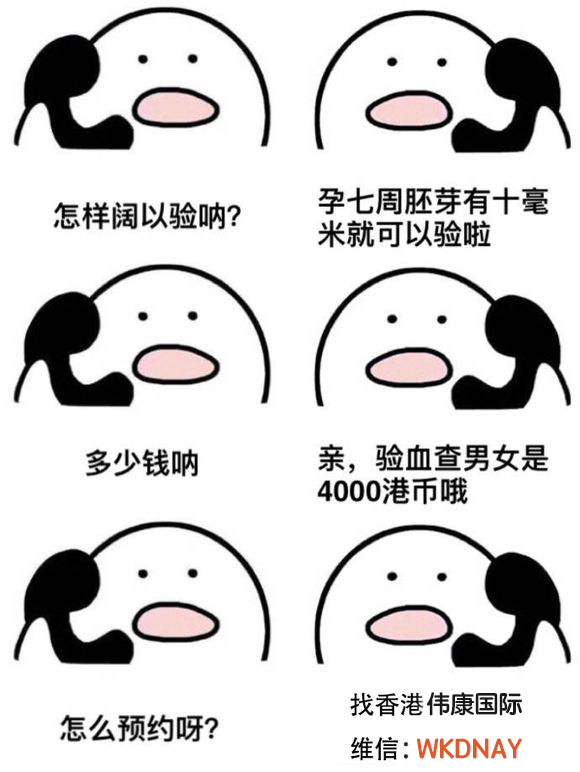 怎样阔以验呐？
孕七周胚芽有十毫
米就可以验啦
多少钱呐
亲，验血查男女是
4000港币哦
怎么预约呀？
找香港伟康国际
维信：WKDNAY